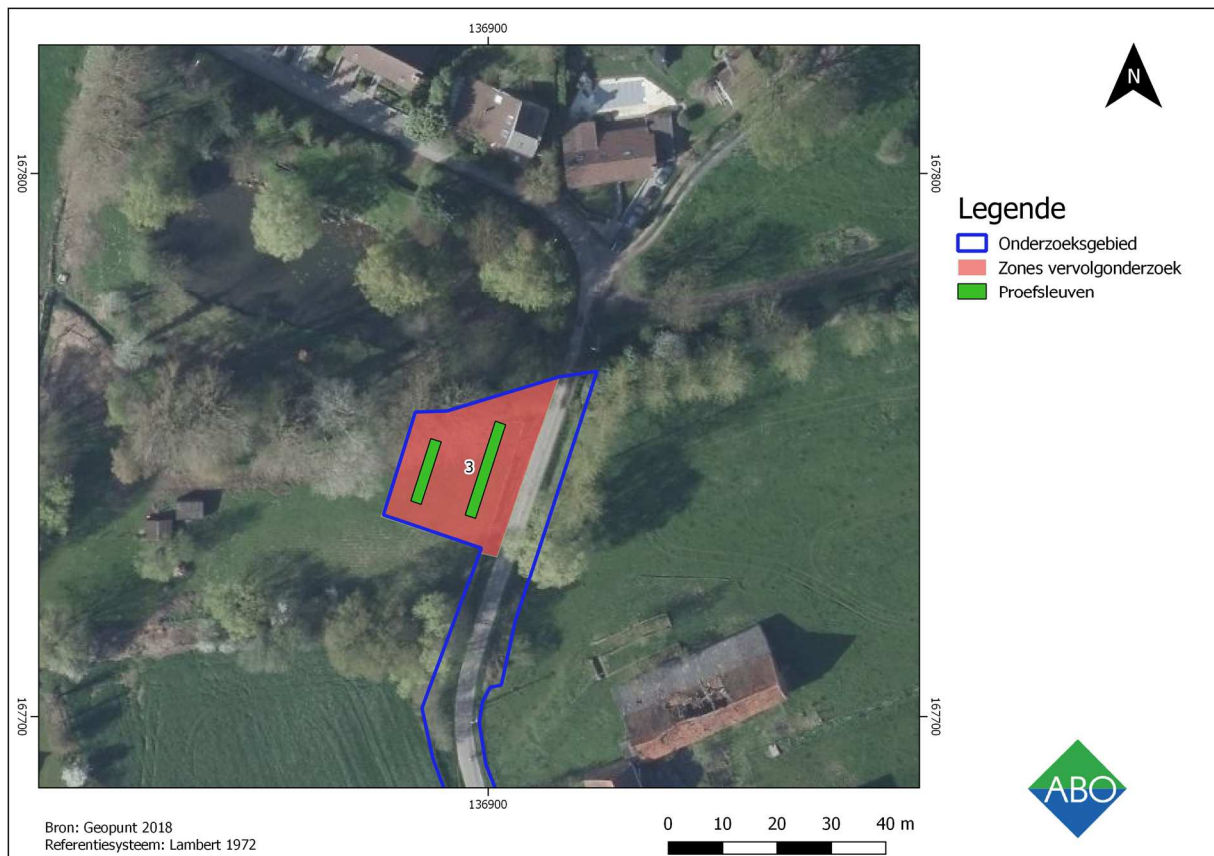 136900
N
167800
167800
Legende
Onderzoeksgebied
Zones vervolgonderzoek
Proefsleuven
3
167700
167700
136900
ABO
Bron: Geopunt 2018
Referentiesysteem: Lambert 1972
0 10 20 30 40 m